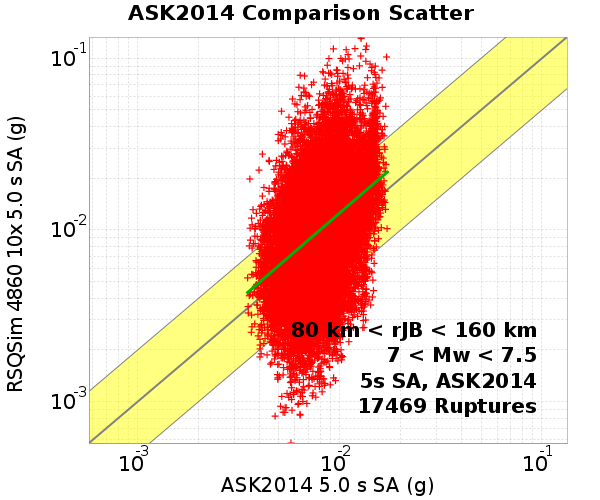 ASK2014 Comparison Scatter
RSQSim 4860 10x 5.0 s SA (g)
10-1
10-2
10-3
80 km < rJB < 160 km
7 < Mw < 7.5
5s SA, ASK2014
17469 Ruptures
10-3 10-2 10-1
ASK2014 5.0 s SA (g)